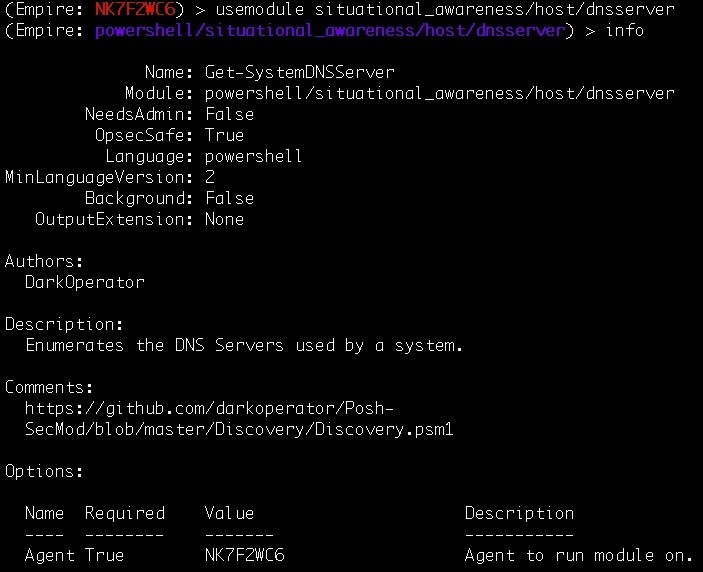 (Empire: NK7F2WC6) > usemodule situational_awareness/host/dnsserver
(Empire: powershell/situational_awareness/host/dnsserver) > info
Name: Get-SystemDNSServer
Module: powershell/situational_awareness/host/dnsserver
NeedsAdmin: False
OpsecSafe: True
Language: powershell
MinLanguageVersion: 2
Background: False
OutputExtension: None
Authors:
DarkOperator
Description:
Enumerates the DNS Servers used by a system.
Comments:
https://github.com/darkoperator/Posh-
SecMod/blob/master/Discovery/Discovery.psm1
Options:
Name Required Value Description
---- -------- ------- -----------
Agent True NK7F2WC6 Agent to run module on.